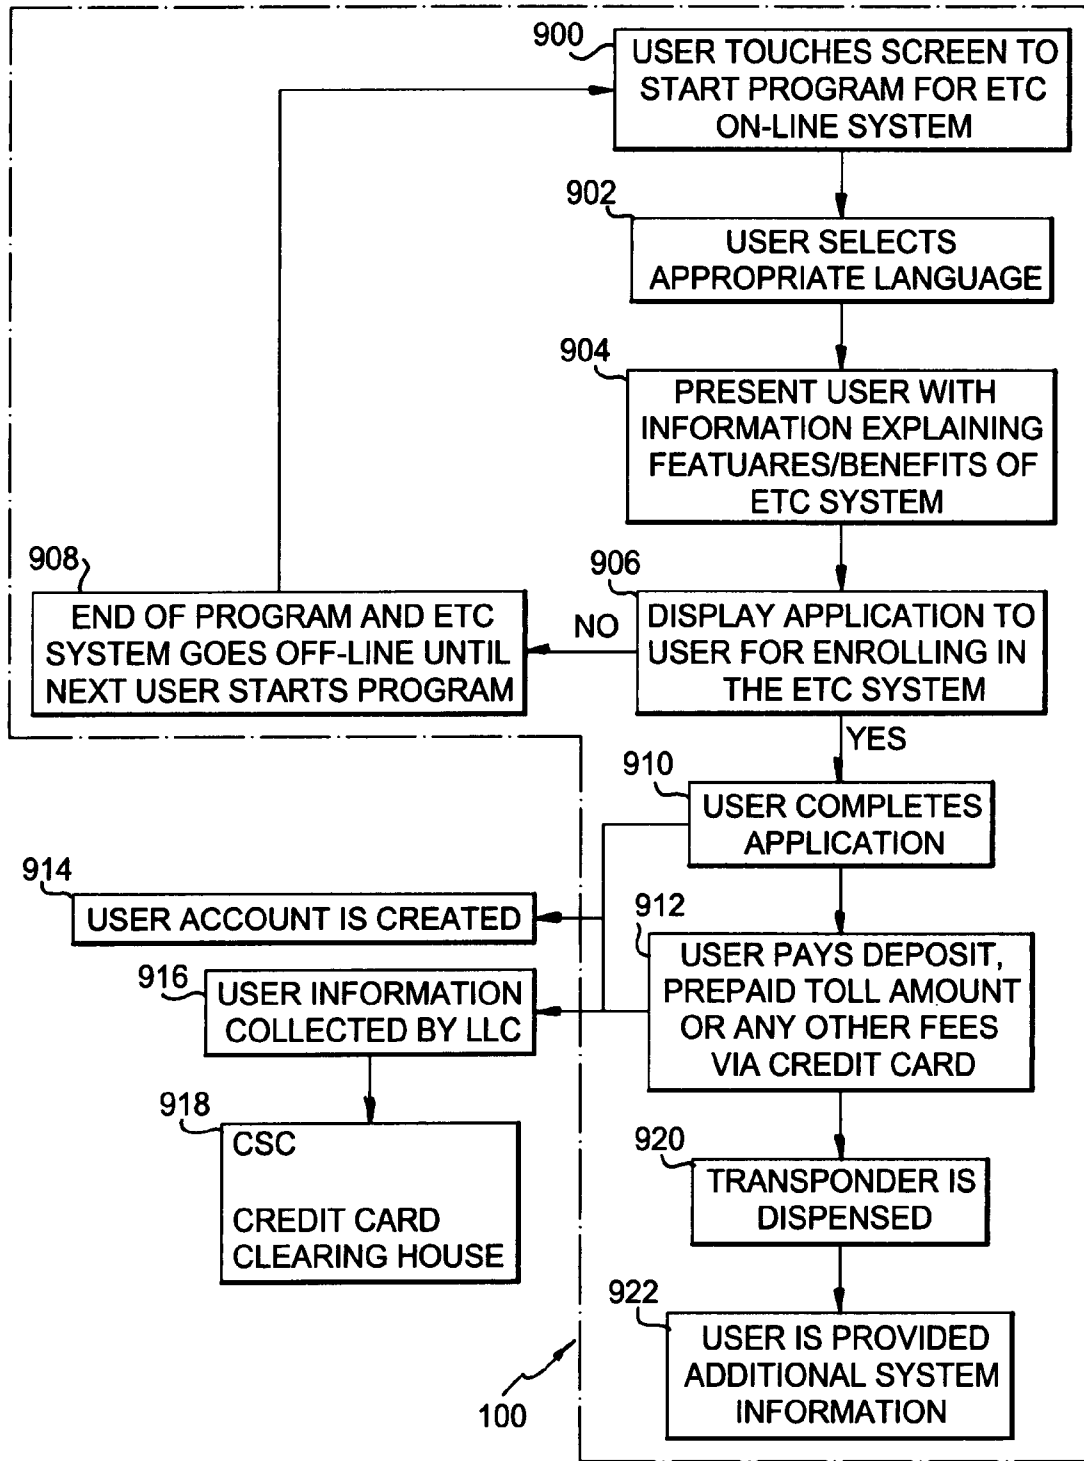 900
USER TOUCHES SCREEN TO
START PROGRAM FOR ETC
ON-LINE SYSTEM
902
USER SELECTS
APPROPRIATE LANGUAGE
904
PRESENT USER WITH
INFORMATION EXPLAINING
FEATUARES/BENEFITS OF
ETC SYSTEM
906
DISPLAY APPLICATION TO
USER FOR ENROLLING IN
THE ETC SYSTEM
NO
908
END OF PROGRAM AND ETC
SYSTEM GOES OFF-LINE UNTIL
NEXT USER STARTS PROGRAM
YES
910
USER COMPLETES
APPLICATION
914
USER ACCOUNT IS CREATED
912
USER PAYS DEPOSIT,
PREPAID TOLL AMOUNT
OR ANY OTHER FEES
VIA CREDIT CARD
916
USER INFORMATION
COLLECTED BY LLC
918
CSC
CREDIT CARD
CLEARING HOUSE
920
TRANSPONDER IS
DISPENSED
922
USER IS PROVIDED
ADDITIONAL SYSTEM
INFORMATION
100